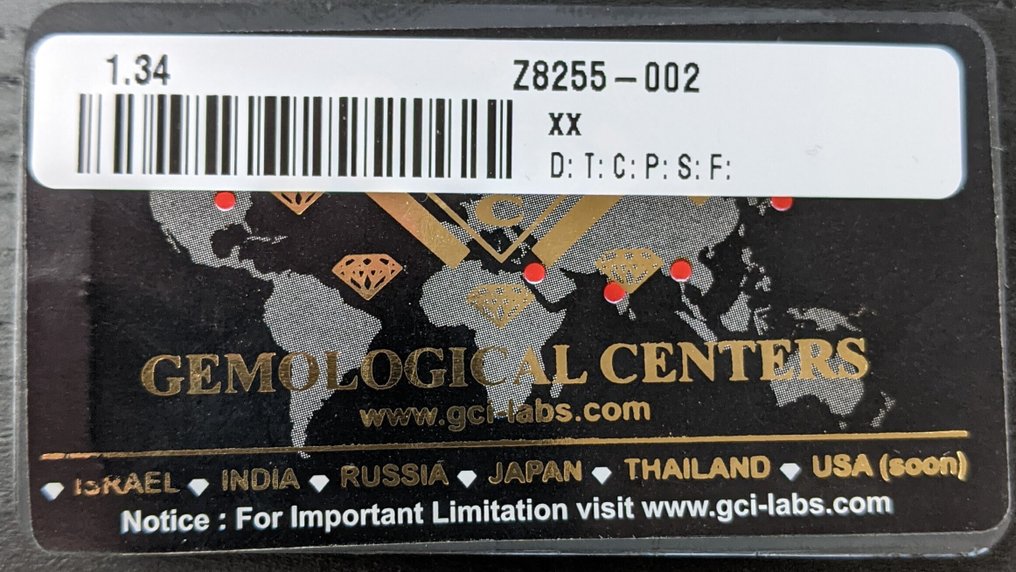 1.34 Z8255-002
XX
D: T: C: P: S: F:
C
GEMOLOGICAL CENTERS
www.gci-labs.com
ISRAEL INDIA RUSSIA JAPAN THAILAND USA (soon)
Notice : For Important Limitation visit www.gci-labs.com